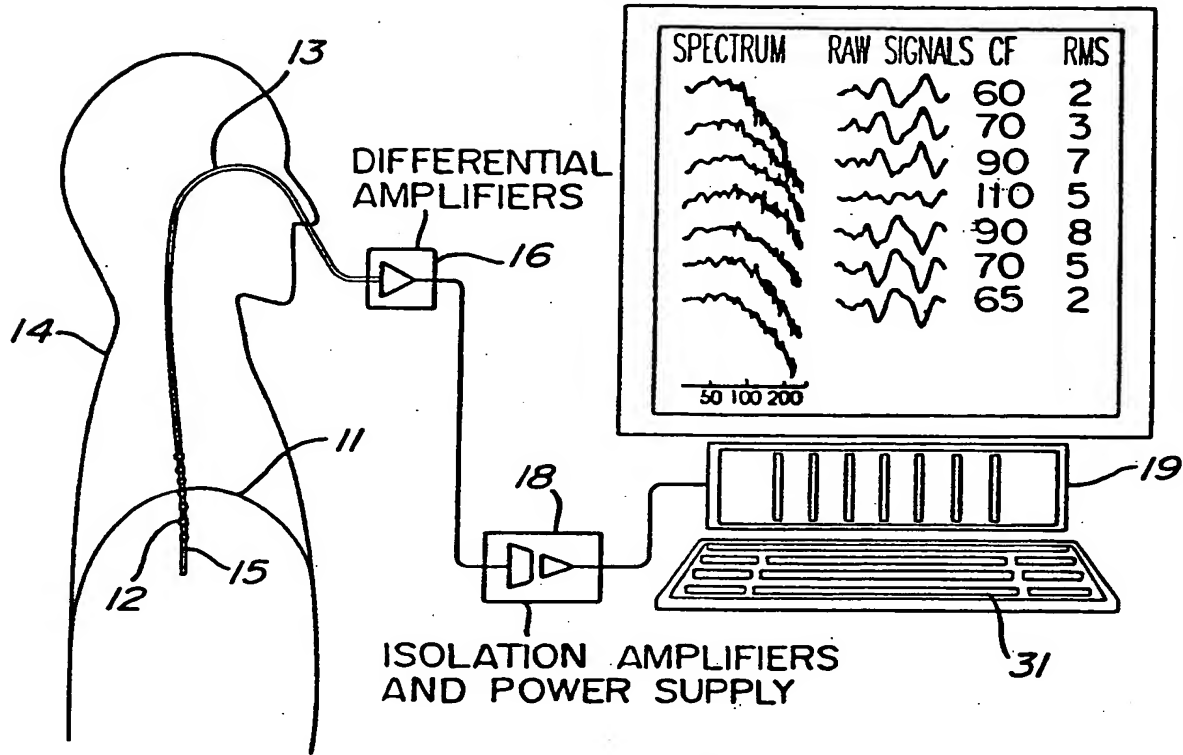 13
DIFFERENTIAL
AMPLIFIERS
16
14
11
12
15
18
ISOLATION AMPLIFIERS
AND POWER SUPPLY
SPECTRUM RAW SIGNALS CF RMS
60 2
70 3
90 7
110 5
90 8
70 5
65 2
50 100 200
19
31